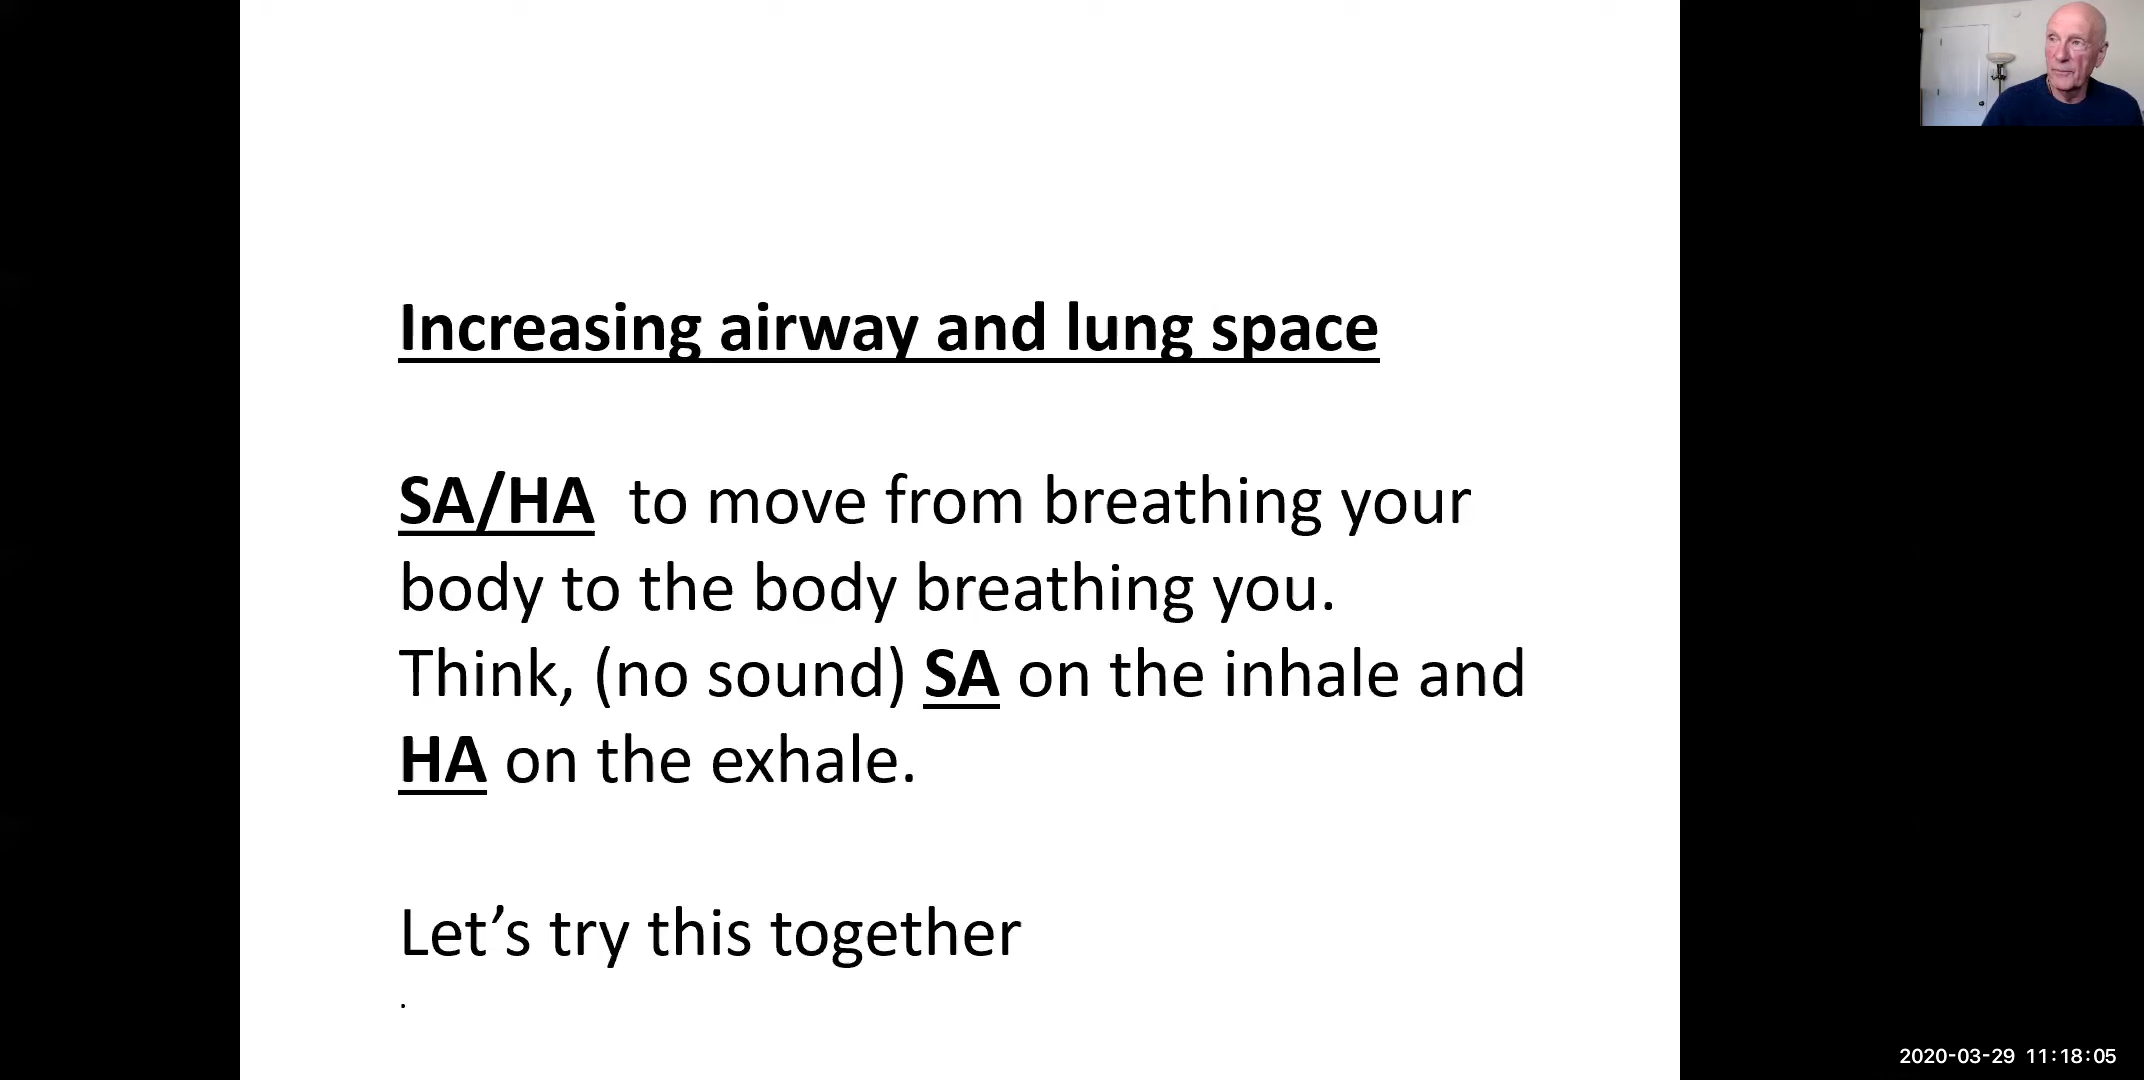 Increasing airway and lung space
SA/HA to move from breathing your
body to the body breathing you.
Think, (no sound) SA on the inhale and
HA on the exhale.
Let’s try this together
.
2020-03-29 11:18:05